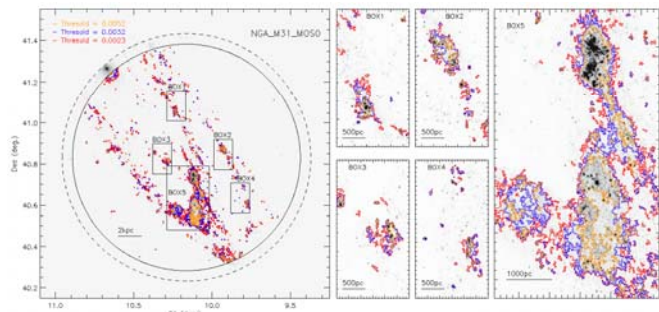 Threshold = 0.0052
Threshold = 0.0032
Threshold = 0.0023
NGA_M31_MOS0
BOX1
BOX2
BOX3
BOX4
BOX5
2kpc
Dec (deg.)
41.4
41.2
41.0
40.8
40.6
40.4
40.2
11.0
10.5
10.0
9.5
BOX1
500pc
BOX2
500pc
BOX3
500pc
BOX4
500pc
BOX5
1000pc